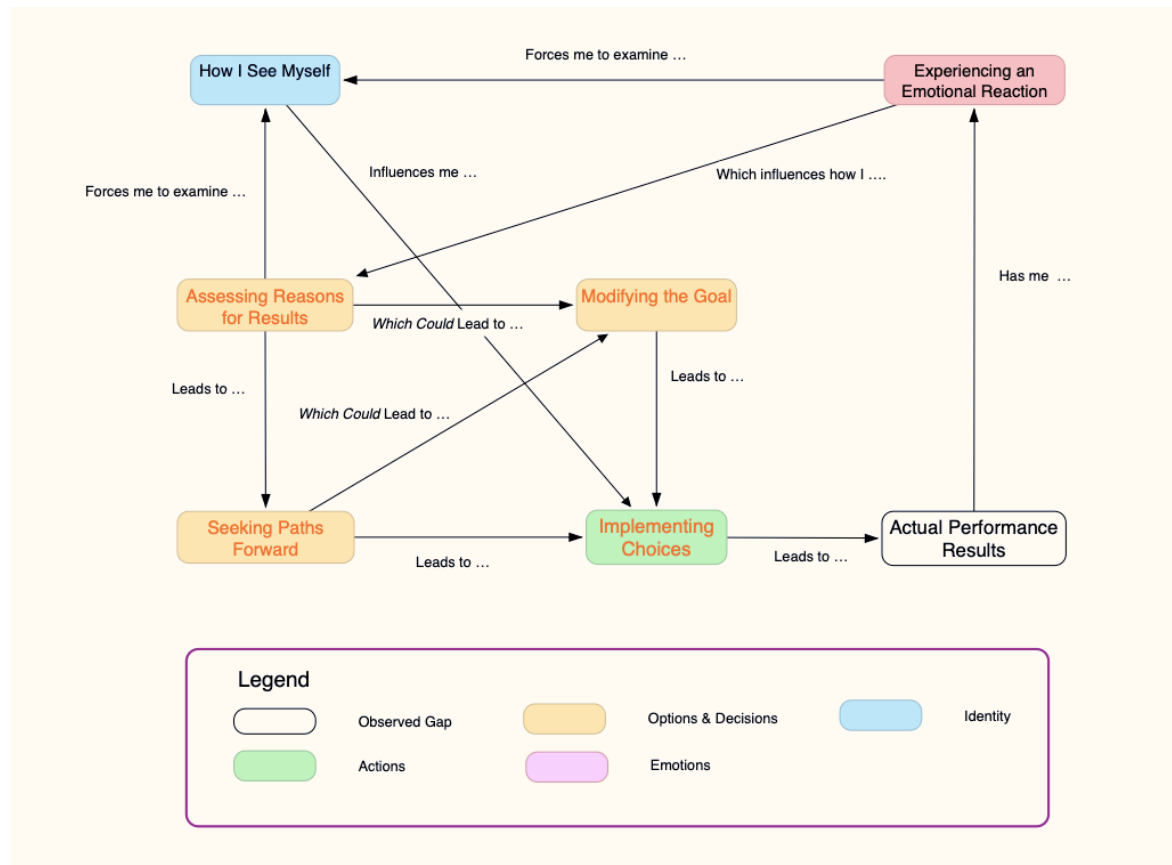 Forces me to examine …
How I See Myself
Experiencing an
Emotional Reaction
Influences me …
Which influences how I ….
Forces me to examine …
Has me …
Assessing Reasons
for Results
Modifying the Goal
Which Could Lead to …
Leads to …
Leads to …
Which Could Lead to …
Seeking Paths
Forward
Implementing
Choices
Actual Performance
Results
Leads to …
Leads to …
Legend
Observed Gap
Options & Decisions
Identity
Actions
Emotions